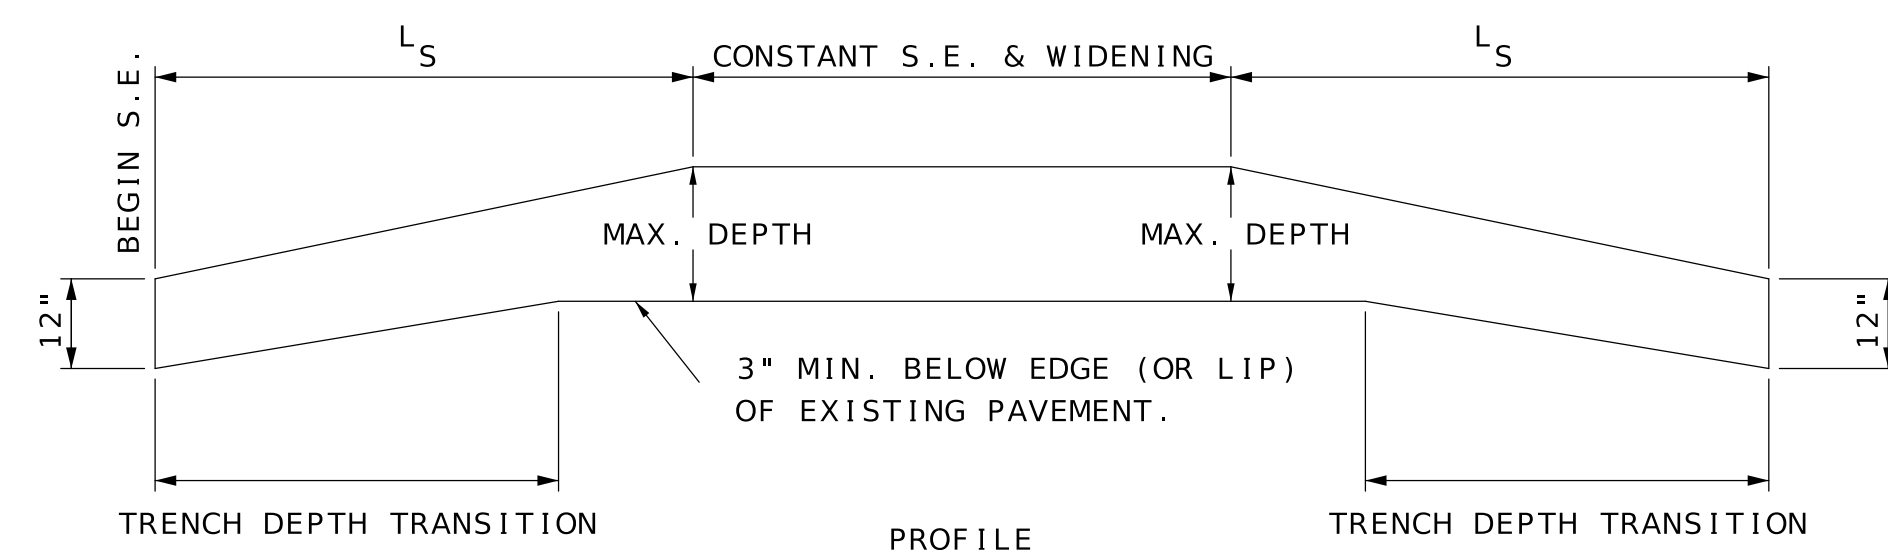 L
S
CONSTANT S.E. & WIDENING
L
S
BEGIN S.E.
MAX. DEPTH
MAX. DEPTH
12"
12"
3" MIN. BELOW EDGE (OR LIP)
OF EXISTING PAVEMENT.
TRENCH DEPTH TRANSITION
TRENCH DEPTH TRANSITION
PROFILE